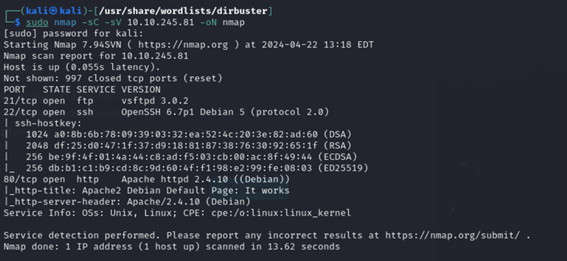 ┌──(kali㉿kali)-[/usr/share/wordlists/dirbuster]
└─$ sudo nmap -sC -sV 10.10.245.81 -oN nmap
[sudo] password for kali:
Starting Nmap 7.94SVN ( https://nmap.org ) at 2024-04-22 13:18 EDT
Nmap scan report for 10.10.245.81
Host is up (0.055s latency).
Not shown: 997 closed tcp ports (reset)
PORT   STATE SERVICE VERSION
21/tcp open  ftp     vsftpd 3.0.2
22/tcp open  ssh     OpenSSH 6.7p1 Debian 5 (protocol 2.0)
| ssh-hostkey:
|   1024 a0:8b:6b:78:09:39:03:32:ea:52:4c:20:3e:82:ad:60 (DSA)
|   2048 df:25:d0:47:1f:37:d9:18:81:87:38:76:30:92:65:1f (RSA)
|   256 be:9f:4f:01:4a:44:c8:ad:f5:03:cb:00:ac:8f:49:44 (ECDSA)
|_  256 db:b1:c1:b9:cd:8c:9d:60:4f:f1:98:e2:99:fe:08:03 (ED25519)
80/tcp open  http    Apache httpd 2.4.10 ((Debian))
|_http-title: Apache2 Debian Default Page: It works
|_http-server-header: Apache/2.4.10 (Debian)
Service Info: OSs: Unix, Linux; CPE: cpe:/o:linux:linux_kernel

Service detection performed. Please report any incorrect results at https://nmap.org/submit/ .
Nmap done: 1 IP address (1 host up) scanned in 13.62 seconds